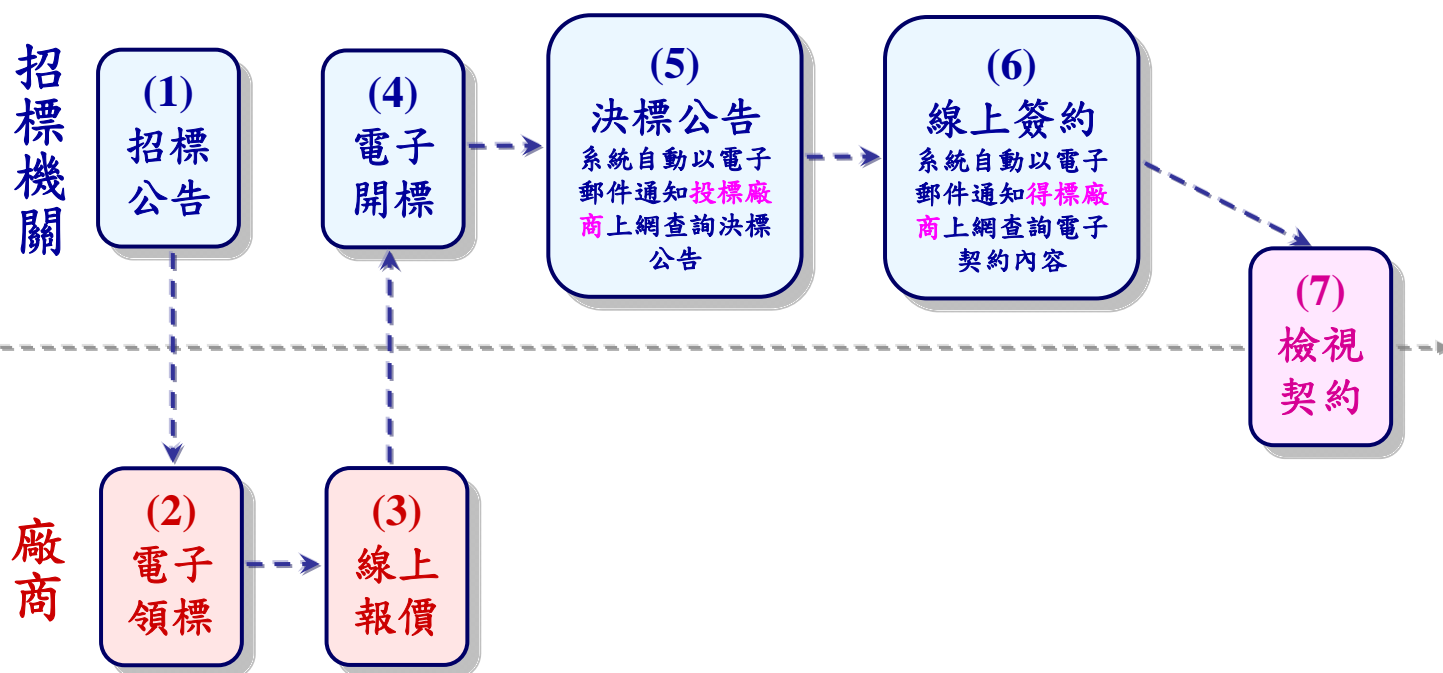 招標機關
(1)
招標
公告
(4)
電子
開標
(5)
決標公告
系統自動以電子
郵件通知投標廠
商上網查詢決標
公告
(6)
線上簽約
系統自動以電子
郵件通知得標廠
商上網查詢電子
契約內容
(7)
檢視
契約
廠商
(2)
電子
領標
(3)
線上
報價